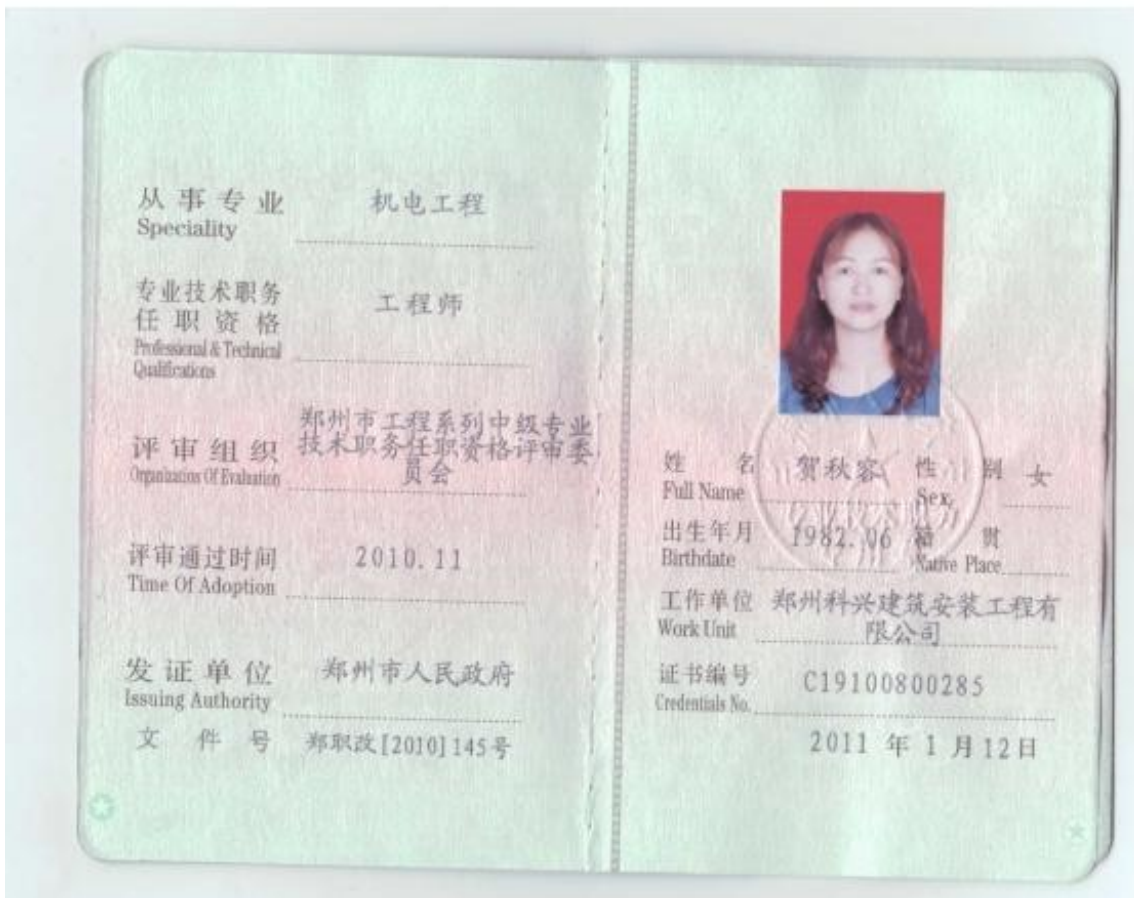 从事专业 机电工程
Speciality
专业技术职务 工程师
任职资格
Professional & Technical
Qualifications
郑州市工程系列中级专业
评审组织 技术职务任职资格评审委
Organizations Of Evaluation 员会
评审通过时间 2010.11
Time Of Adoption
发证单位 郑州市人民政府
Issuing Authority
文件号 郑职改[2010]145号
姓名 贺秋容 性别 女
Full Name Sex
出生年月 1982.06 籍贯
Birthdate Native Place
工作单位 郑州科兴建筑安装工程有
Work Unit 限公司
证书编号 C19100800285
Credentials No.
2011 年 1 月 12 日